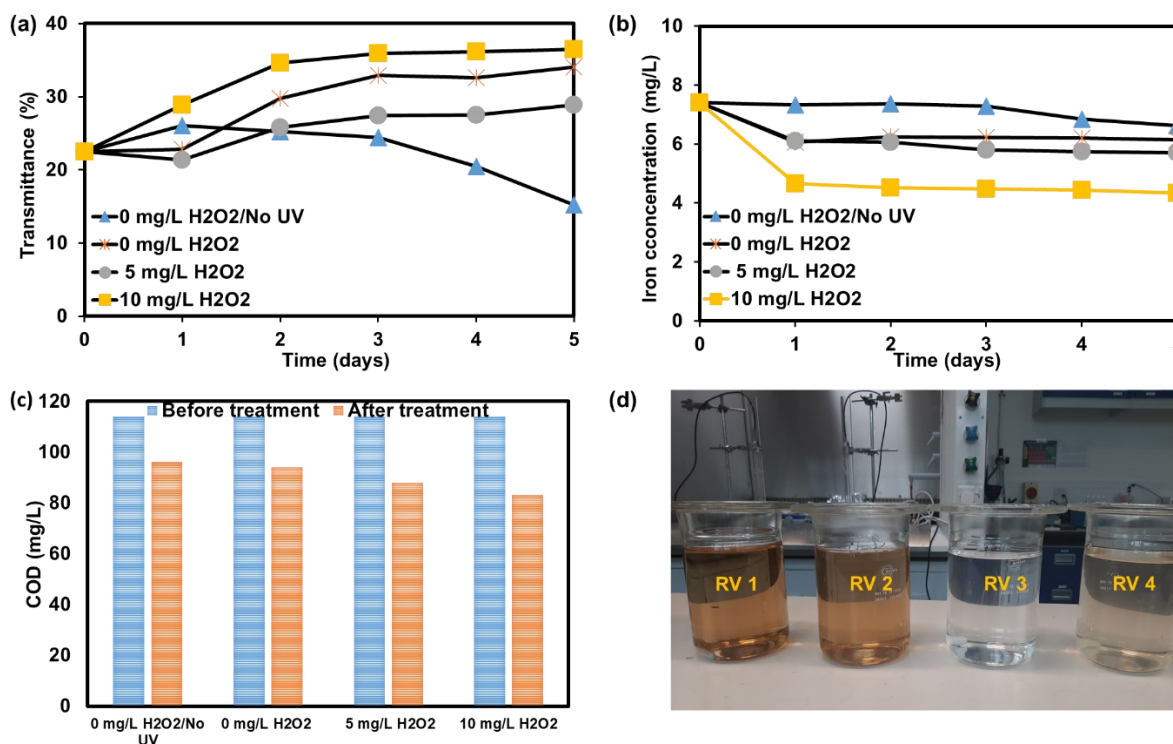 (a)
40
30
20
10
0
Transmittance (%)
0 mg/L H2O2/No UV
0 mg/L H2O2
5 mg/L H2O2
10 mg/L H2O2
0 1 2 3 4 5
Time (days)
(b)
10
8
6
4
2
0
Iron cconcentration (mg/L)
0 mg/L H2O2/No UV
0 mg/L H2O2
5 mg/L H2O2
10 mg/L H2O2
0 1 2 3 4
Time (days)
(c)
120
100
80
60
40
20
0
COD (mg/L)
Before treatment After treatment
0 mg/L H2O2/No UV
0 mg/L H2O2
5 mg/L H2O2
10 mg/L H2O2
(d)
RV 1 RV 2 RV 3 RV 4